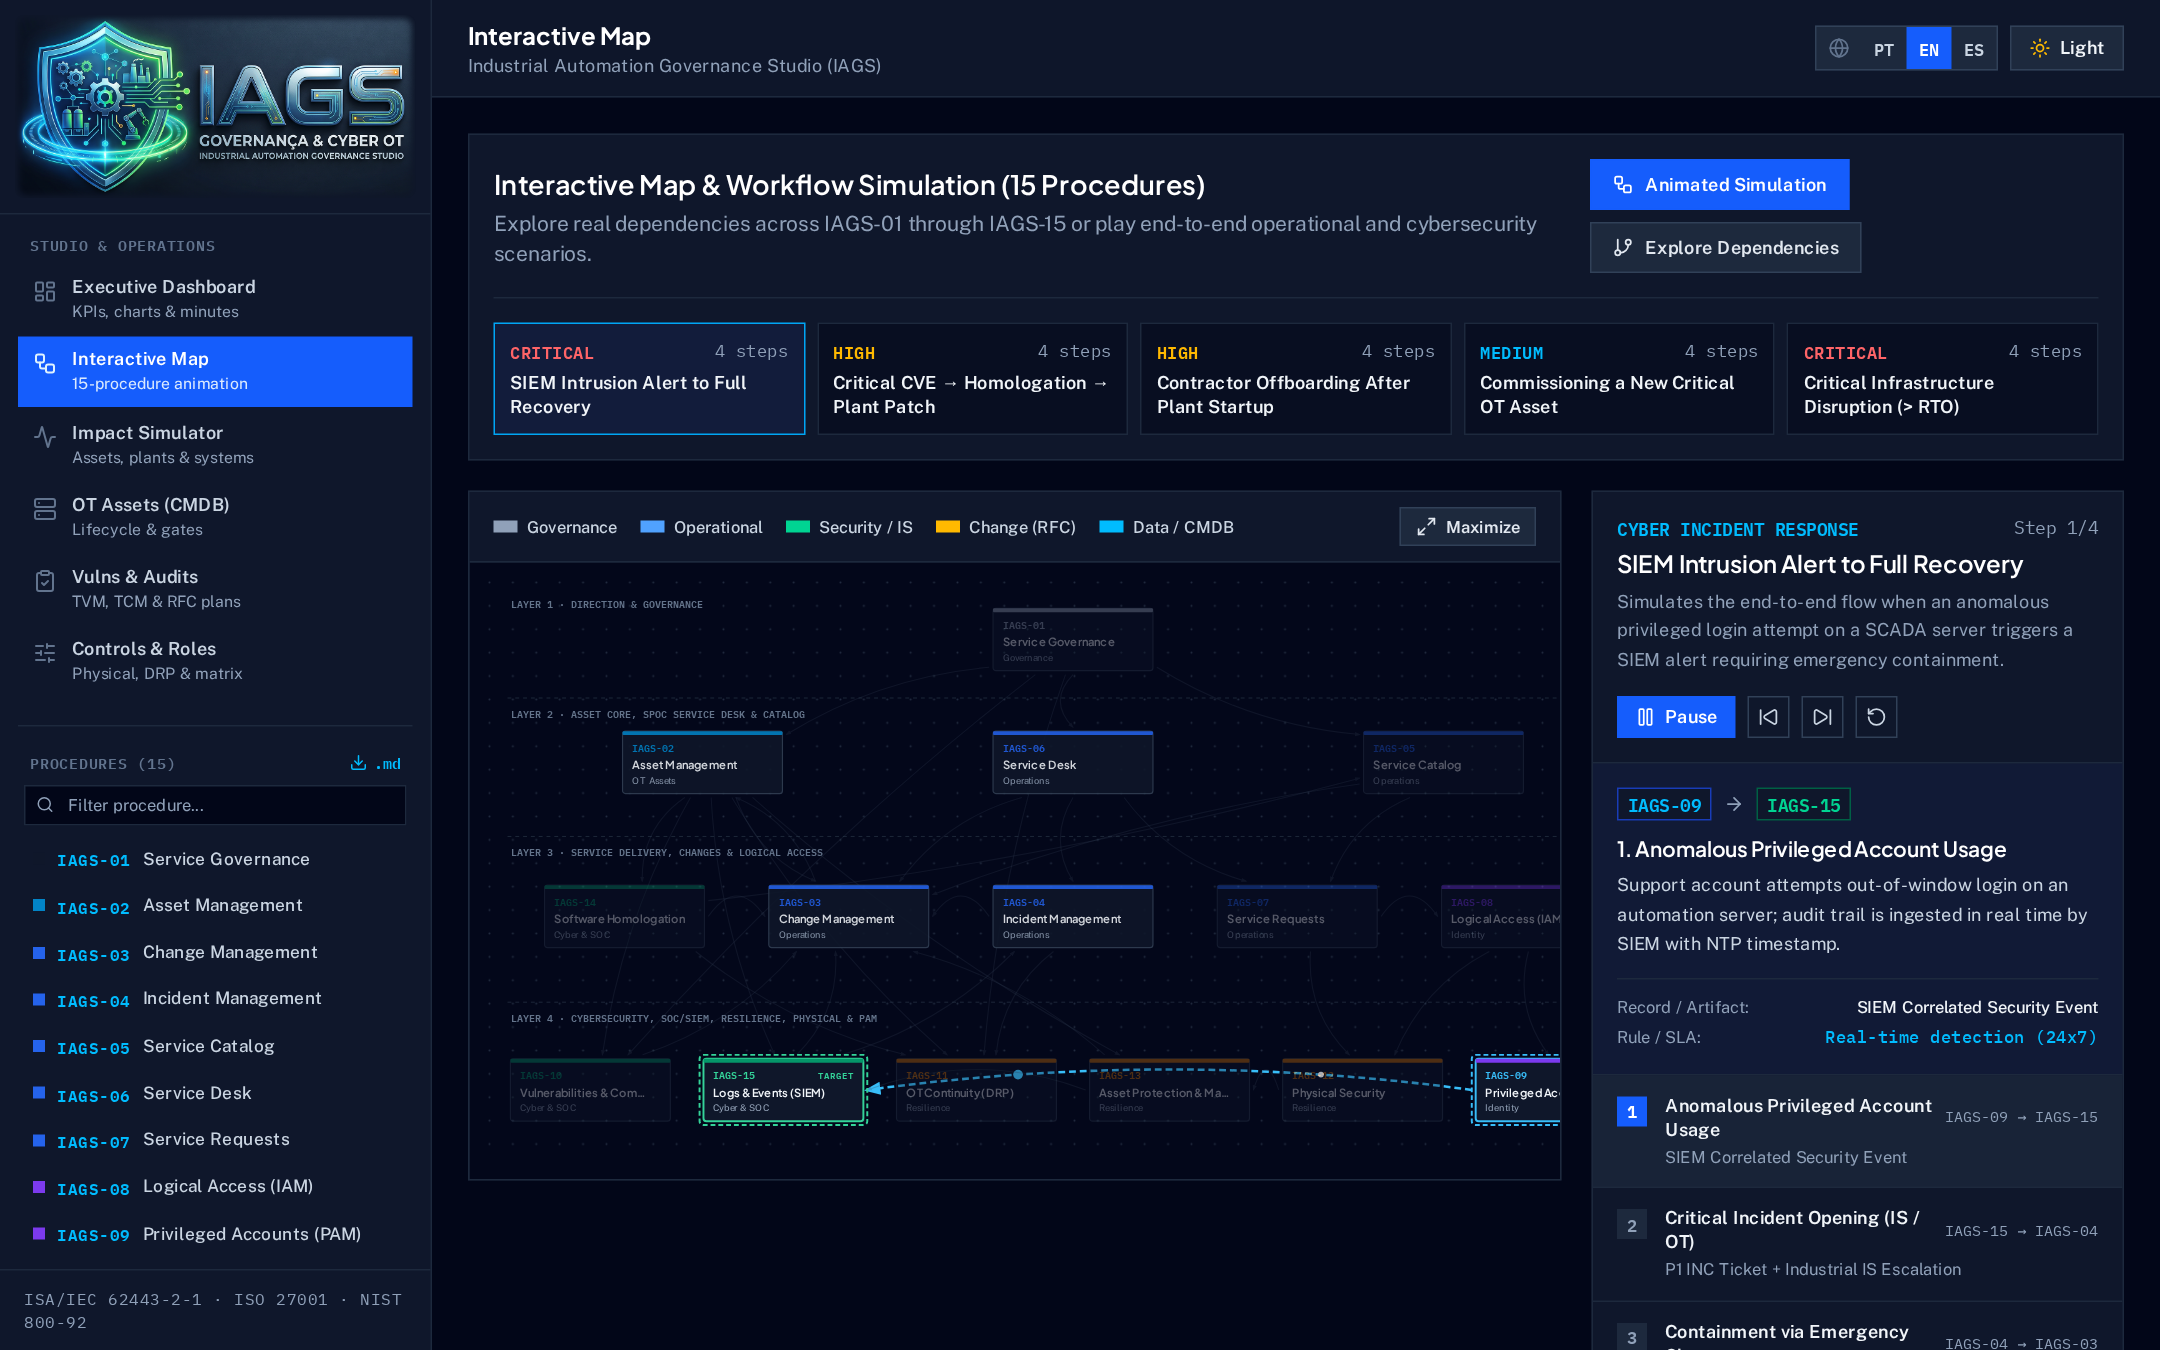 IAGS
GOVERNANÇA & CYBER OT
INDUSTRIAL AUTOMATION GOVERNANCE STUDIO
STUDIO & OPERATIONS
Executive Dashboard
KPIs, charts & minutes
Interactive Map
15-procedure animation
Impact Simulator
Assets, plants & systems
OT Assets (CMDB)
Lifecycle & gates
Vulns & Audits
TVM, TCM & RFC plans
Controls & Roles
Physical, DRP & matrix
PROCEDURES (15)
.md
Filter procedure...
IAGS-01 Service Governance
IAGS-02 Asset Management
IAGS-03 Change Management
IAGS-04 Incident Management
IAGS-05 Service Catalog
IAGS-06 Service Desk
IAGS-07 Service Requests
IAGS-08 Logical Access (IAM)
IAGS-09 Privileged Accounts (PAM)
ISA/IEC 62443-2-1 · ISO 27001 · NIST
800-92
Interactive Map
Industrial Automation Governance Studio (IAGS)
PT EN ES
Light
Interactive Map & Workflow Simulation (15 Procedures)
Explore real dependencies across IAGS-01 through IAGS-15 or play end-to-end operational and cybersecurity
scenarios.
Animated Simulation
Explore Dependencies
CRITICAL 4 steps
SIEM Intrusion Alert to Full
Recovery
HIGH 4 steps
Critical CVE → Homologation →
Plant Patch
HIGH 4 steps
Contractor Offboarding After
Plant Startup
MEDIUM 4 steps
Commissioning a New Critical
OT Asset
CRITICAL 4 steps
Critical Infrastructure
Disruption (> RTO)
Governance
Operational
Security / IS
Change (RFC)
Data / CMDB
Maximize
LAYER 1 · DIRECTION & GOVERNANCE
IAGS-01
Service Governance
Governance
LAYER 2 · ASSET CORE, SPOC SERVICE DESK & CATALOG
IAGS-02
Asset Management
OT Assets
IAGS-06
Service Desk
Operations
IAGS-05
Service Catalog
Operations
LAYER 3 · SERVICE DELIVERY, CHANGES & LOGICAL ACCESS
IAGS-14
Software Homologation
Cyber & SOC
IAGS-03
Change Management
Operations
IAGS-04
Incident Management
Operations
IAGS-07
Service Requests
Operations
IAGS-08
Logical Access (IAM
Identity
LAYER 4 · CYBERSECURITY, SOC/SIEM, RESILIENCE, PHYSICAL & PAM
IAGS-10
Vulnerabilities & Com…
Cyber & SOC
IAGS-15 TARGET
Logs & Events (SIEM)
Cyber & SOC
IAGS-11
OT Continuity (DRP)
Resilience
IAGS-13
Asset Protection & Ma…
Resilience
Physical Security
Resilience
IAGS-09
Privileged Ac
Identity
CYBER INCIDENT RESPONSE Step 1/4
SIEM Intrusion Alert to Full Recovery
Simulates the end-to-end flow when an anomalous
privileged login attempt on a SCADA server triggers a
SIEM alert requiring emergency containment.
Pause
IAGS-09 → IAGS-15
1. Anomalous Privileged Account Usage
Support account attempts out-of-window login on an
automation server; audit trail is ingested in real time by
SIEM with NTP timestamp.
Record / Artifact: SIEM Correlated Security Event
Rule / SLA: Real-time detection (24x7)
1 Anomalous Privileged Account IAGS-09 → IAGS-15
Usage
SIEM Correlated Security Event
2 Critical Incident Opening (IS / IAGS-15 → IAGS-04
OT)
P1 INC Ticket + Industrial IS Escalation
3 Containment via Emergency IAGS-04 → IAGS-03